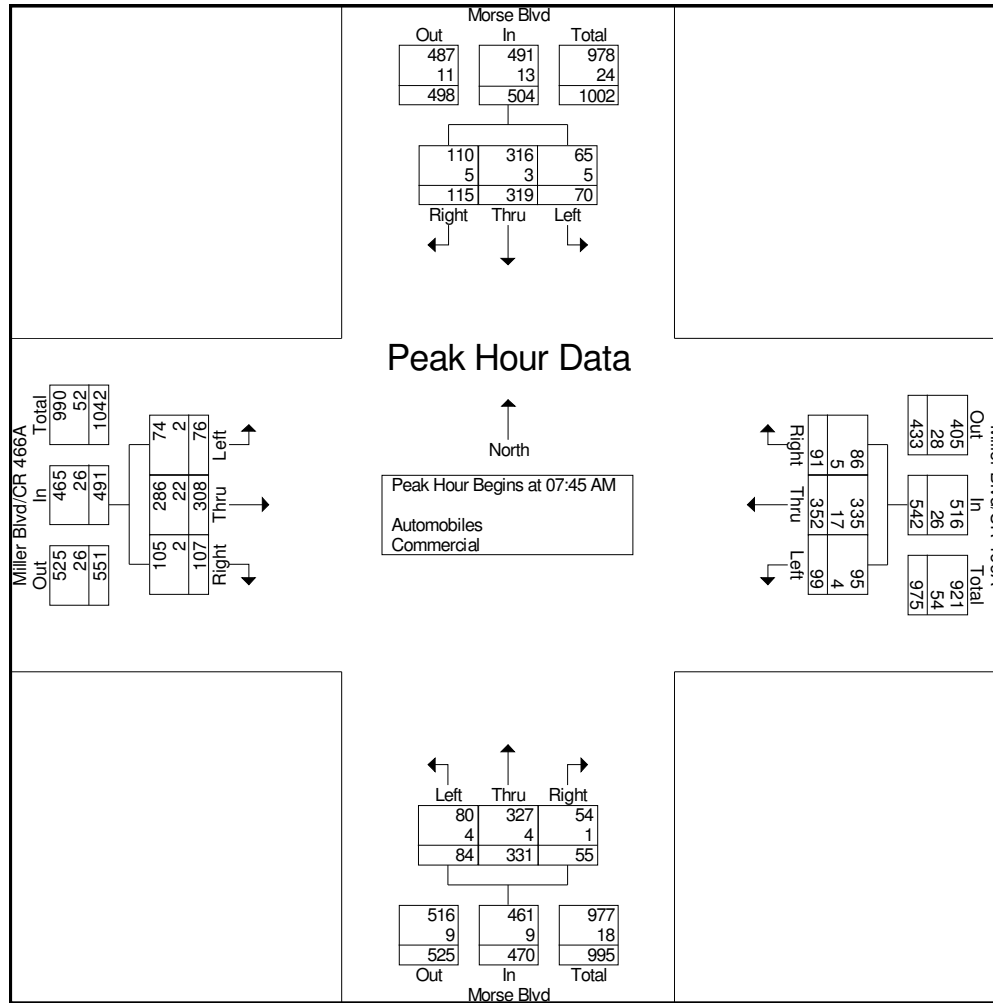 Morse Blvd
Out In Total
487 491 978
11 13 24
498 504 1002
110 316 65
5 3 5
115 319 70
Right Thru Left
Peak Hour Data
North
Peak Hour Begins at 07:45 AM
Automobiles
Commercial
Miller Blvd/CR 466A
Total In Out
990 465 525
52 26 26
1042 491 551
74 286 105
2 22 2
76 308 107
Left Thru Right
Right Thru Left
91 352 99
5 17 4
86 335 95
433 542 975
28 26 54
405 516 921
Out In Total
Left Thru Right
80 327 54
4 4 1
84 331 55
516 461 977
9 9 18
525 470 995
Out In Total
Morse Blvd